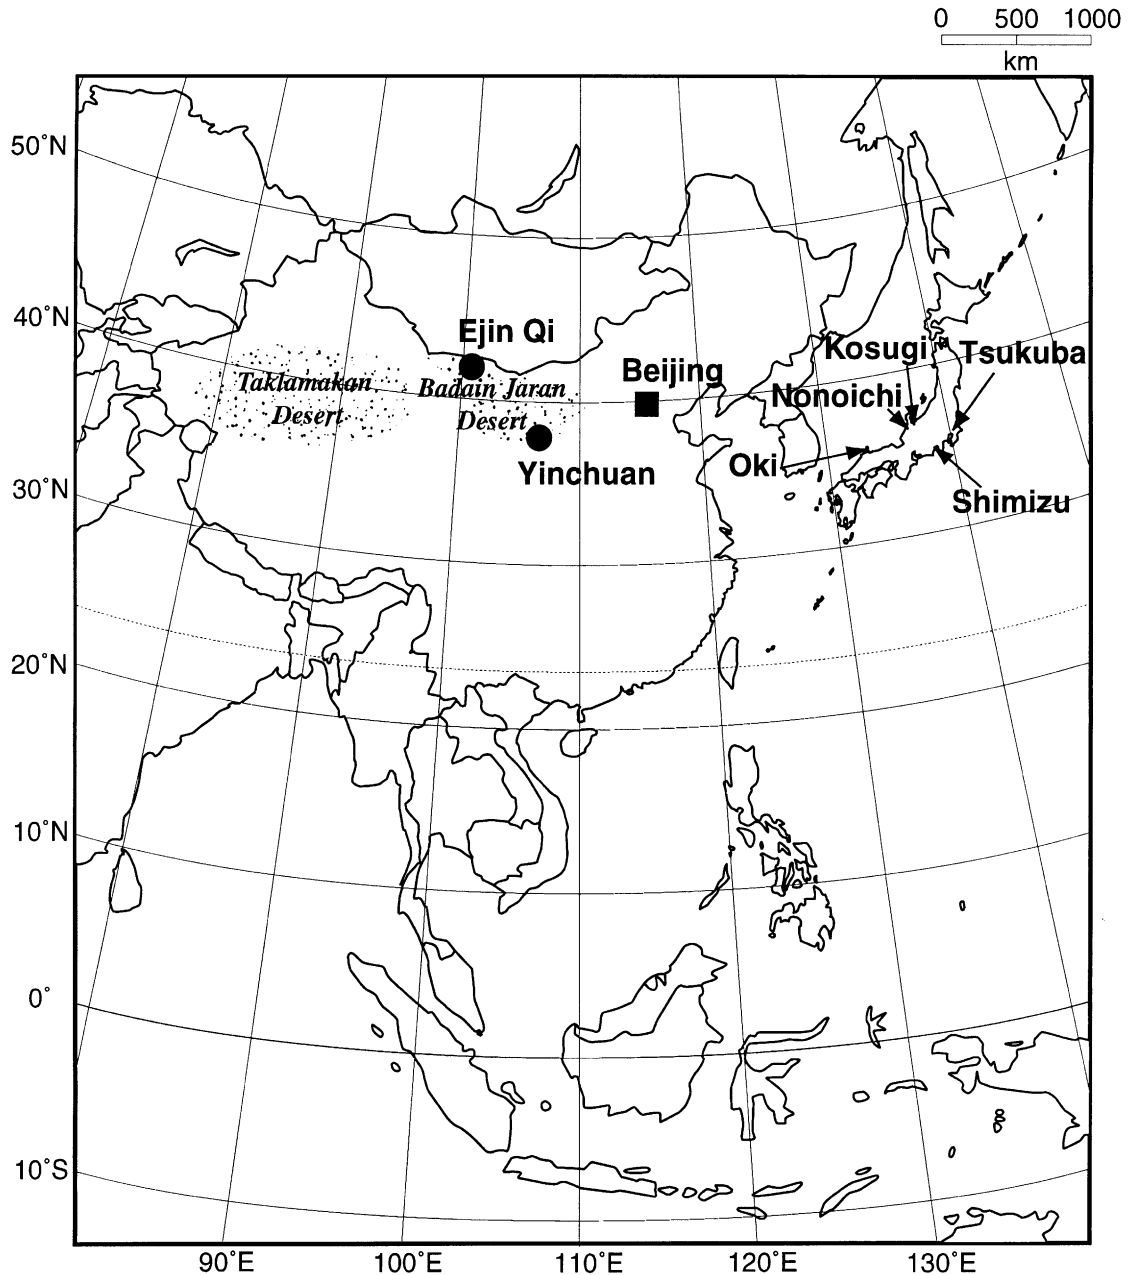 0 500 1000
km
50˚N
40˚N
30˚N
20˚N
10˚N
0˚
10˚S
Ejin Qi
Beijing
Kosugi
Tsukuba
Taklamakan
Desert
Badain Jaran
Desert
Nonoichi
Yinchuan
Oki
Shimizu
90˚E 100˚E 110˚E 120˚E 130˚E